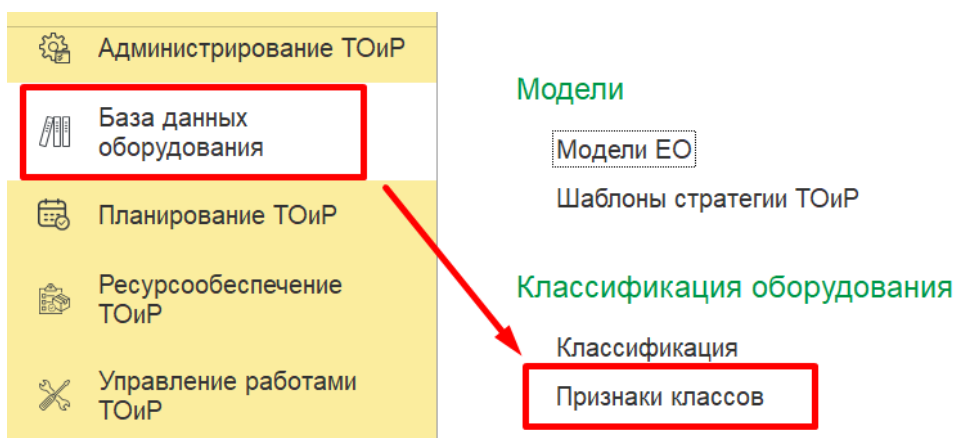 Администрирование ТОиР
База данных
оборудования
Планирование ТОиР
Ресурсообеспечение
ТОиР
Управление работами
ТОиР
Модели
Модели ЕО
Шаблоны стратегии ТОиР
Классификация оборудования
Классификация
Признаки классов